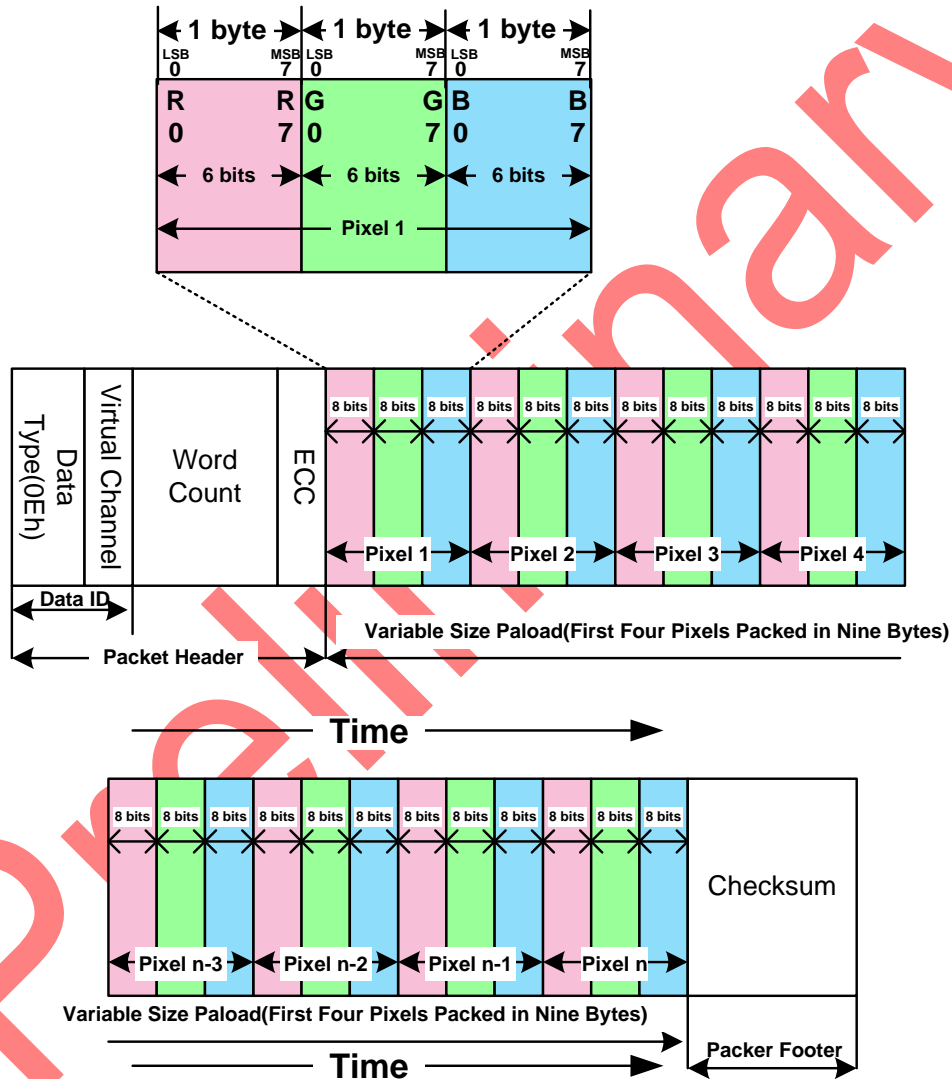 1 byte 1 byte 1 byte
LSB MSB LSB MSB LSB MSB
0 7 0 7 0 7
R R G G B B
0 7 0 7 0 7
6 bits 6 bits 6 bits
Pixel 1
Data Type(0Eh)
Virtual Channel
Word Count
ECC
8 bits 8 bits 8 bits 8 bits 8 bits 8 bits 8 bits 8 bits 8 bits 8 bits 8 bits 8 bits
Pixel 1 Pixel 2 Pixel 3 Pixel 4
Data ID
Variable Size Paload(First Four Pixels Packed in Nine Bytes)
Packet Header
Time
8 bits 8 bits 8 bits 8 bits 8 bits 8 bits 8 bits 8 bits 8 bits 8 bits 8 bits 8 bits
Checksum
Pixel n-3 Pixel n-2 Pixel n-1 Pixel n
Variable Size Paload(First Four Pixels Packed in Nine Bytes)
Packer Footer
Time
Preliminary